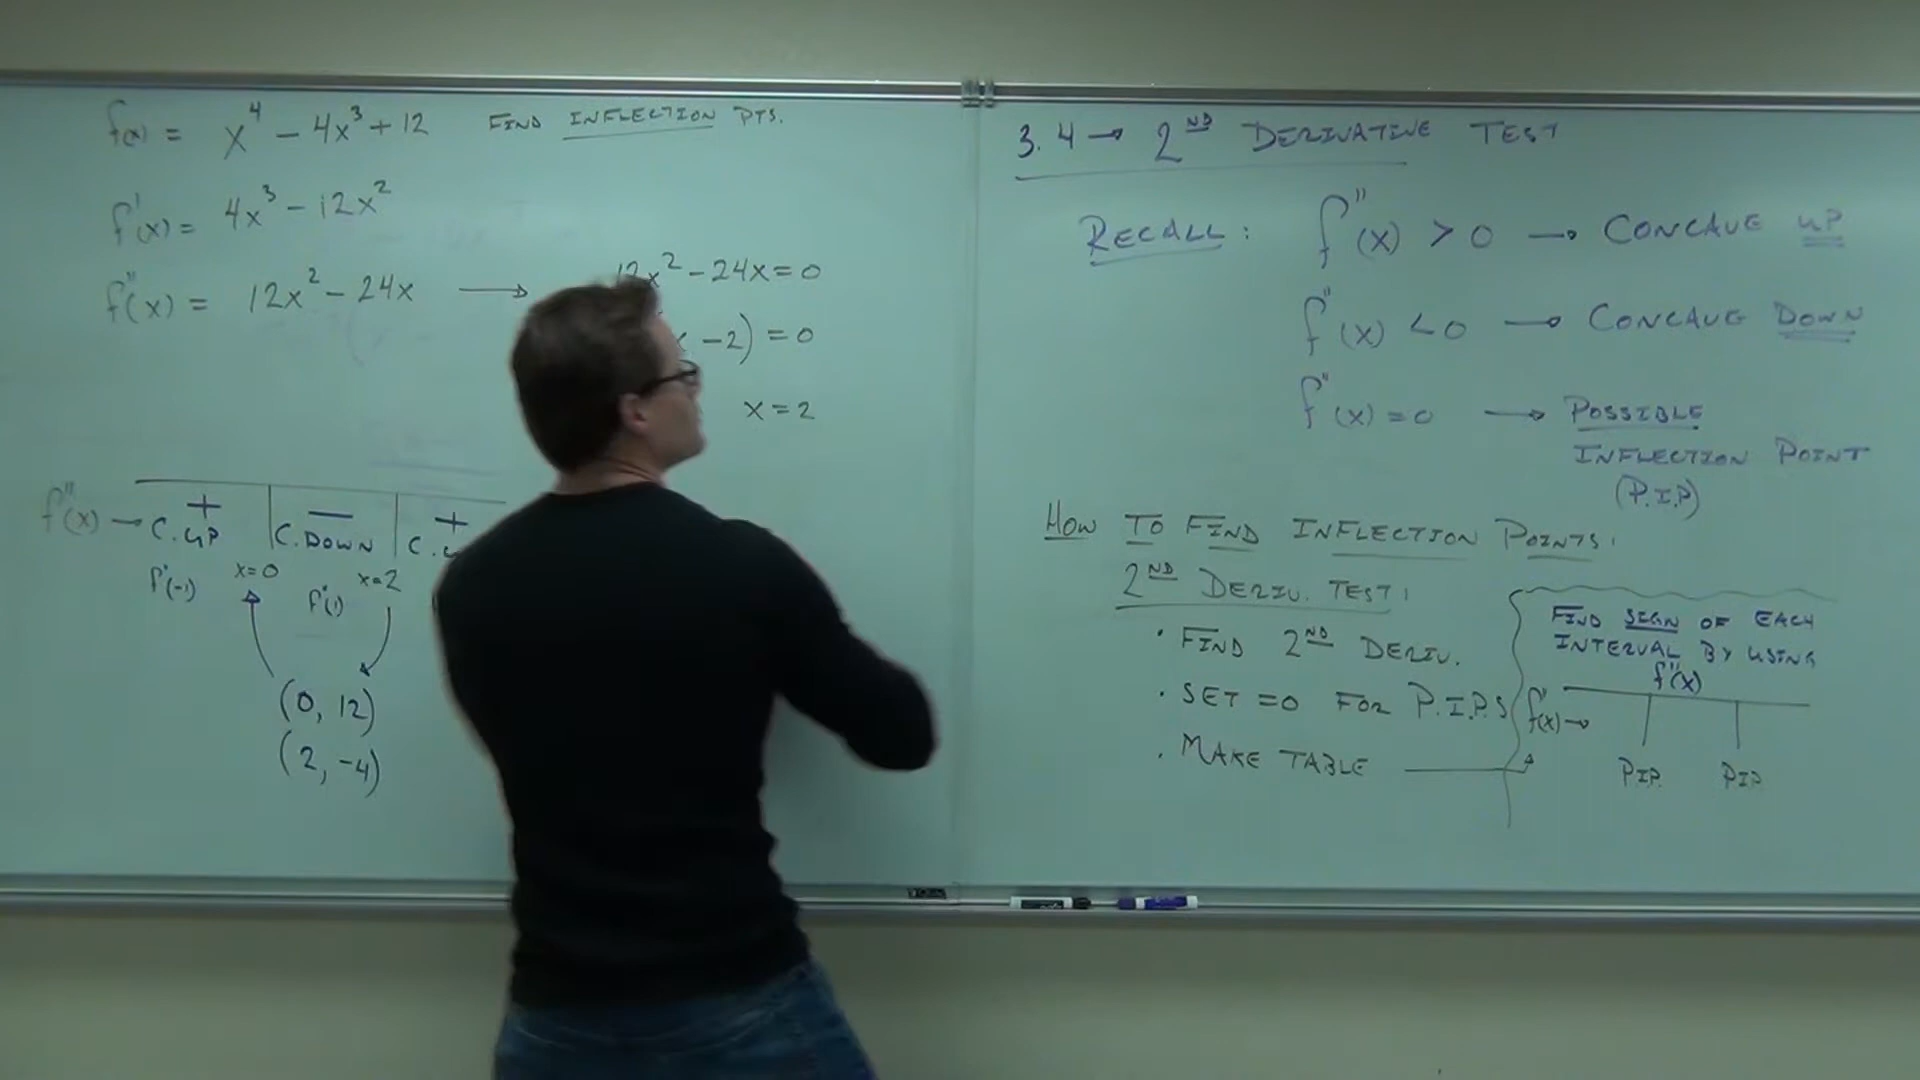 f(x) = x⁴ - 4x³ + 12 FIND INFLECTION PTS.
f'(x) = 4x³ - 12x²
f''(x) = 12x² - 24x → 12x² - 24x = 0
- 2) = 0
x = 2
f''(x) → + - +
C. UP C. DOWN C.
f''(-1) x=0 f''(1) x=2
(0, 12)
(2, -4)
3.4 → 2ND DERIVATIVE TEST
RECALL: f''(x) > 0 → CONCAVE UP
f''(x) < 0 → CONCAVE DOWN
f''(x) = 0 → POSSIBLE
INFLECTION POINT
(P.I.P)
HOW TO FIND INFLECTION POINTS:
2ND DERIV. TEST:
· FIND 2ND DERIV.
· SET =0 FOR P.I.P.S
· MAKE TABLE
FIND SIGN OF EACH
INTERVAL BY USING
f''(x)
f''(x) →
P.I.P. P.I.P.